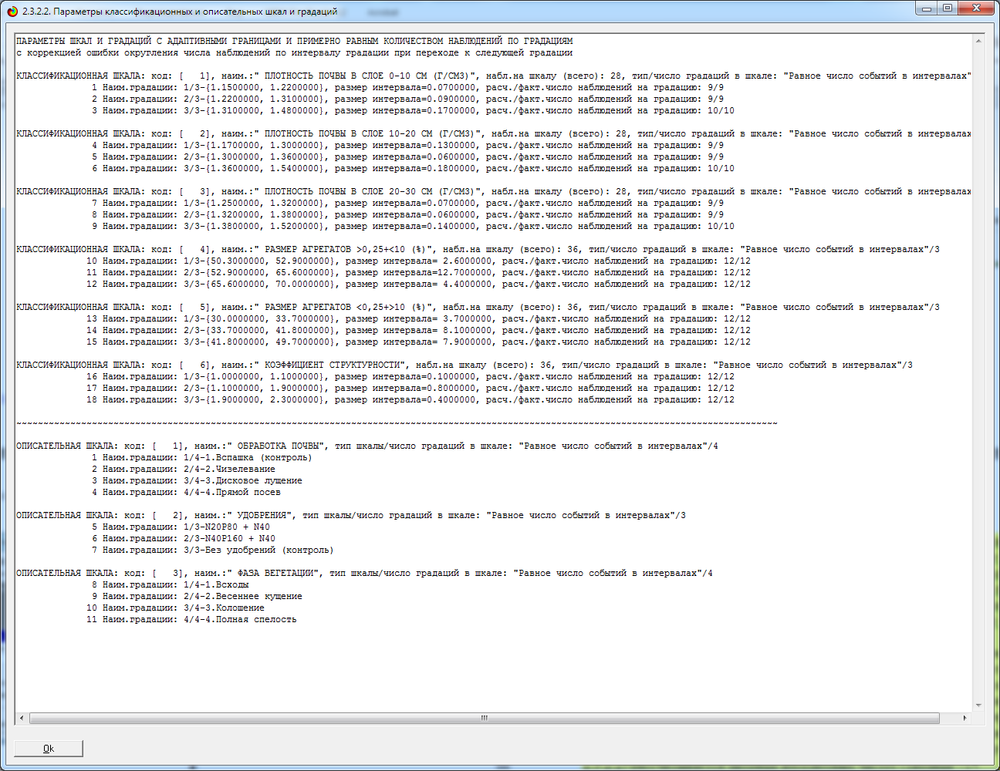 2.3.2.2. Параметры классификационных и описательных шкал и градаций
ПАРАМЕТРЫ ШКАЛ И ГРАДАЦИЙ С АДАПТИВНЫМИ ГРАНИЦАМИ И ПРИМЕРНО РАВНЫМ КОЛИЧЕСТВОМ НАБЛЮДЕНИЙ ПО ГРАДАЦИЯМ
с коррекцией ошибки округления числа наблюдений по интервалу градации при переходе к следующей градации
КЛАССИФИКАЦИОННАЯ ШКАЛА: код: [   1], наим.:" ПЛОТНОСТЬ ПОЧВЫ В СЛОЕ 0-10 СМ (Г/СМ3)", набл.на шкалу (всего): 28, тип/число градаций в шкале: "Равное число событий в интервалах"
1 Наим.градации: 1/3-{1.1500000, 1.2200000}, размер интервала=0.0700000, расч./факт.число наблюдений на градацию: 9/9
2 Наим.градации: 2/3-{1.2200000, 1.3100000}, размер интервала=0.0900000, расч./факт.число наблюдений на градацию: 9/9
3 Наим.градации: 3/3-{1.3100000, 1.4800000}, размер интервала=0.1700000, расч./факт.число наблюдений на градацию: 10/10
КЛАССИФИКАЦИОННАЯ ШКАЛА: код: [   2], наим.:" ПЛОТНОСТЬ ПОЧВЫ В СЛОЕ 10-20 СМ (Г/СМ3)", набл.на шкалу (всего): 28, тип/число градаций в шкале: "Равное число событий в интервалах
4 Наим.градации: 1/3-{1.1700000, 1.3000000}, размер интервала=0.1300000, расч./факт.число наблюдений на градацию: 9/9
5 Наим.градации: 2/3-{1.3000000, 1.3600000}, размер интервала=0.0600000, расч./факт.число наблюдений на градацию: 9/9
6 Наим.градации: 3/3-{1.3600000, 1.5400000}, размер интервала=0.1800000, расч./факт.число наблюдений на градацию: 10/10
КЛАССИФИКАЦИОННАЯ ШКАЛА: код: [   3], наим.:" ПЛОТНОСТЬ ПОЧВЫ В СЛОЕ 20-30 СМ (Г/СМ3)", набл.на шкалу (всего): 28, тип/число градаций в шкале: "Равное число событий в интервалах
7 Наим.градации: 1/3-{1.2500000, 1.3200000}, размер интервала=0.0700000, расч./факт.число наблюдений на градацию: 9/9
8 Наим.градации: 2/3-{1.3200000, 1.3800000}, размер интервала=0.0600000, расч./факт.число наблюдений на градацию: 9/9
9 Наим.градации: 3/3-{1.3800000, 1.5200000}, размер интервала=0.1400000, расч./факт.число наблюдений на градацию: 10/10
КЛАССИФИКАЦИОННАЯ ШКАЛА: код: [   4], наим.:" РАЗМЕР АГРЕГАТОВ >0,25+<10 (%)", набл.на шкалу (всего): 36, тип/число градаций в шкале: "Равное число событий в интервалах"/3
10 Наим.градации: 1/3-{50.3000000, 52.9000000}, размер интервала= 2.6000000, расч./факт.число наблюдений на градацию: 12/12
11 Наим.градации: 2/3-{52.9000000, 65.6000000}, размер интервала=12.7000000, расч./факт.число наблюдений на градацию: 12/12
12 Наим.градации: 3/3-{65.6000000, 70.0000000}, размер интервала= 4.4000000, расч./факт.число наблюдений на градацию: 12/12
КЛАССИФИКАЦИОННАЯ ШКАЛА: код: [   5], наим.:" РАЗМЕР АГРЕГАТОВ <0,25+>10 (%)", набл.на шкалу (всего): 36, тип/число градаций в шкале: "Равное число событий в интервалах"/3
13 Наим.градации: 1/3-{30.0000000, 33.7000000}, размер интервала= 3.7000000, расч./факт.число наблюдений на градацию: 12/12
14 Наим.градации: 2/3-{33.7000000, 41.8000000}, размер интервала= 8.1000000, расч./факт.число наблюдений на градацию: 12/12
15 Наим.градации: 3/3-{41.8000000, 49.7000000}, размер интервала= 7.9000000, расч./факт.число наблюдений на градацию: 12/12
КЛАССИФИКАЦИОННАЯ ШКАЛА: код: [   6], наим.:" КОЭФФИЦИЕНТ СТРУКТУРНОСТИ", набл.на шкалу (всего): 36, тип/число градаций в шкале: "Равное число событий в интервалах"/3
16 Наим.градации: 1/3-{1.0000000, 1.1000000}, размер интервала=0.1000000, расч./факт.число наблюдений на градацию: 12/12
17 Наим.градации: 2/3-{1.1000000, 1.9000000}, размер интервала=0.8000000, расч./факт.число наблюдений на градацию: 12/12
18 Наим.градации: 3/3-{1.9000000, 2.3000000}, размер интервала=0.4000000, расч./факт.число наблюдений на градацию: 12/12
~~~~~~~~~~~~~~~~~~~~~~~~~~~~~~~~~~~~~~~~~~~~~~~~~~~~~~~~~~~~~~~~~~~~~~~~~~~~~~~~~~~~~~~~~~~~~~~~~~~~~~~~~~~~~~~~~~~~~~~~~~~~~~~~~~~~~~~~~~~~~
ОПИСАТЕЛЬНАЯ ШКАЛА: код: [   1], наим.:" ОБРАБОТКА ПОЧВЫ", тип шкалы/число градаций в шкале: "Равное число событий в интервалах"/4
1 Наим.градации: 1/4-1.Вспашка (контроль)
2 Наим.градации: 2/4-2.Чизелевание
3 Наим.градации: 3/4-3.Дисковое лущение
4 Наим.градации: 4/4-4.Прямой посев
ОПИСАТЕЛЬНАЯ ШКАЛА: код: [   2], наим.:" УДОБРЕНИЯ", тип шкалы/число градаций в шкале: "Равное число событий в интервалах"/3
5 Наим.градации: 1/3-N20P80 + N40
6 Наим.градации: 2/3-N40P160 + N40
7 Наим.градации: 3/3-Без удобрений (контроль)
ОПИСАТЕЛЬНАЯ ШКАЛА: код: [   3], наим.:" ФАЗА ВЕГЕТАЦИИ", тип шкалы/число градаций в шкале: "Равное число событий в интервалах"/4
8 Наим.градации: 1/4-1.Всходы
9 Наим.градации: 2/4-2.Весеннее кущение
10 Наим.градации: 3/4-3.Колошение
11 Наим.градации: 4/4-4.Полная спелость
Ok